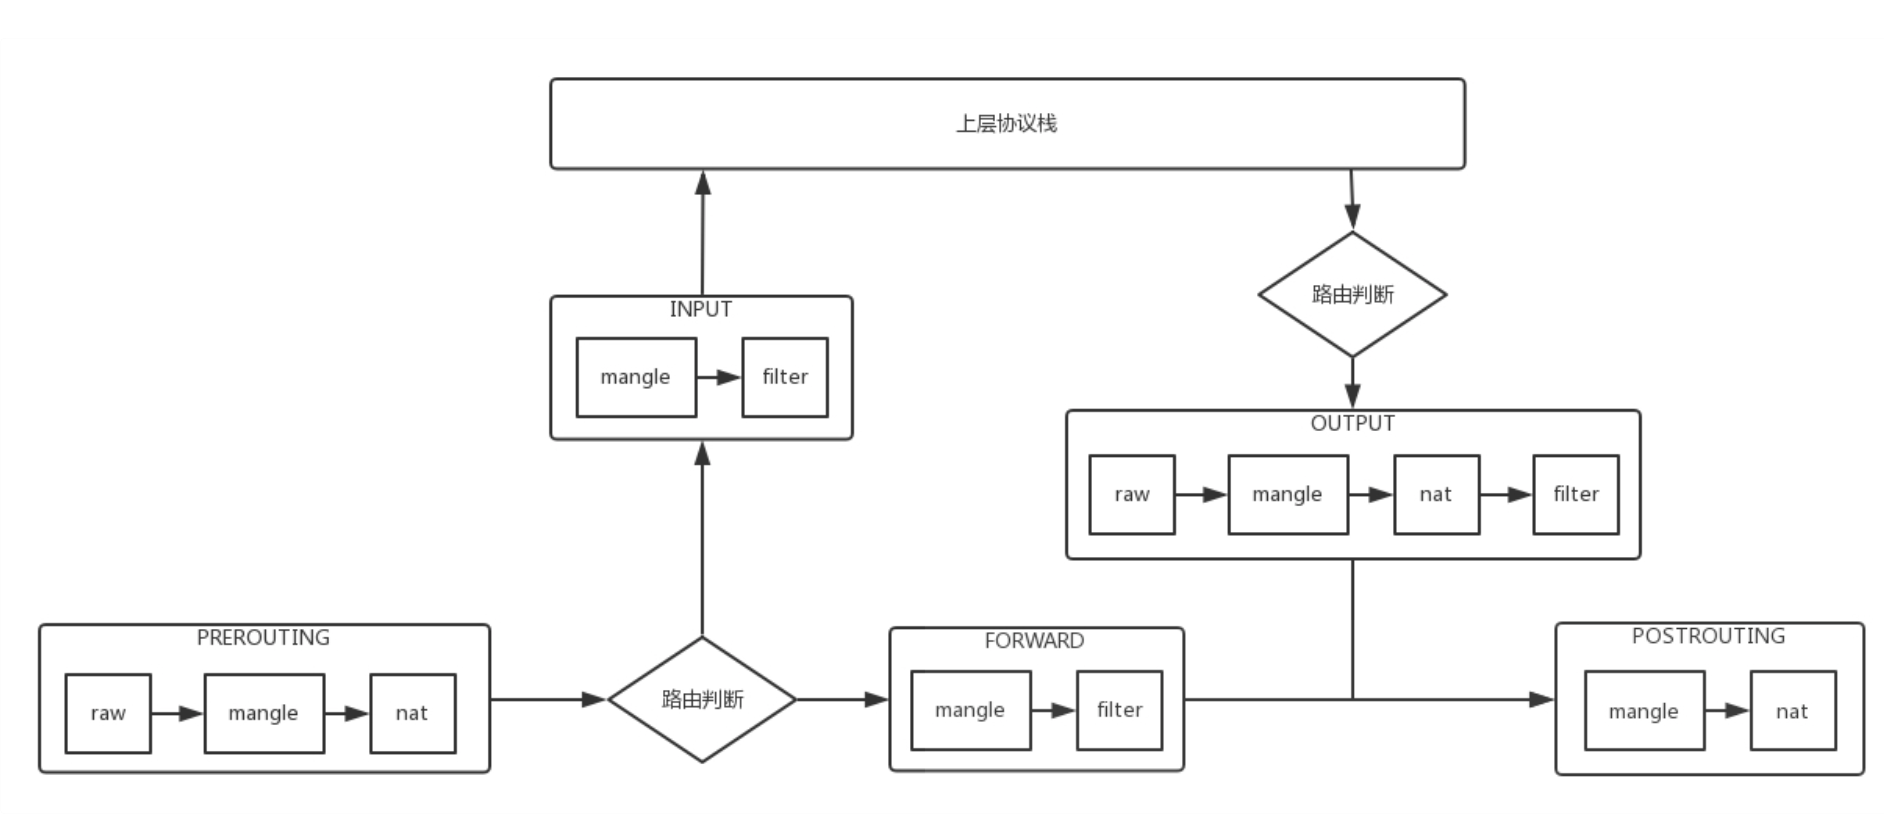 上层协议栈
路由判断
INPUT
mangle
filter
OUTPUT
raw
mangle
nat
filter
PREROUTING
raw
mangle
nat
路由判断
FORWARD
mangle
filter
POSTROUTING
mangle
nat